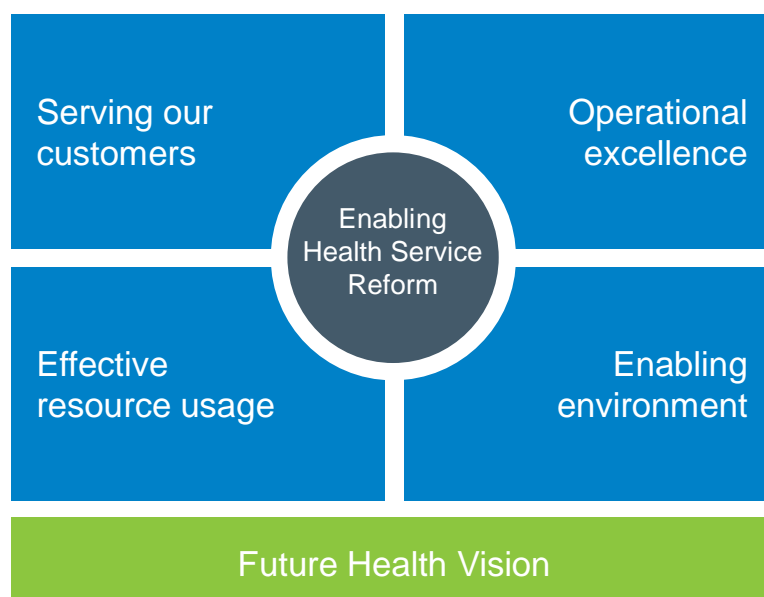 Serving our
customers
Operational
excellence
Enabling
Health Service
Reform
Effective
resource usage
Enabling
environment
Future Health Vision